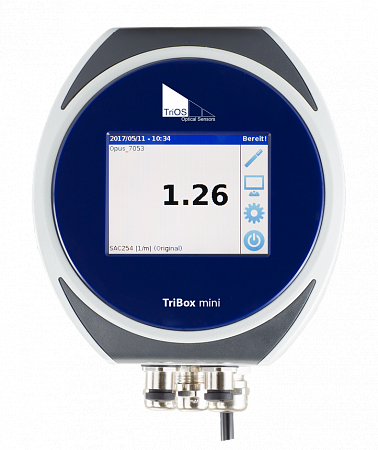 TriOS
Optical Sensors
2017/05/11 - 10:34 Bereit!
Opus_7053
1.26
SAC254 [1/m] (Original)
TriBox mini